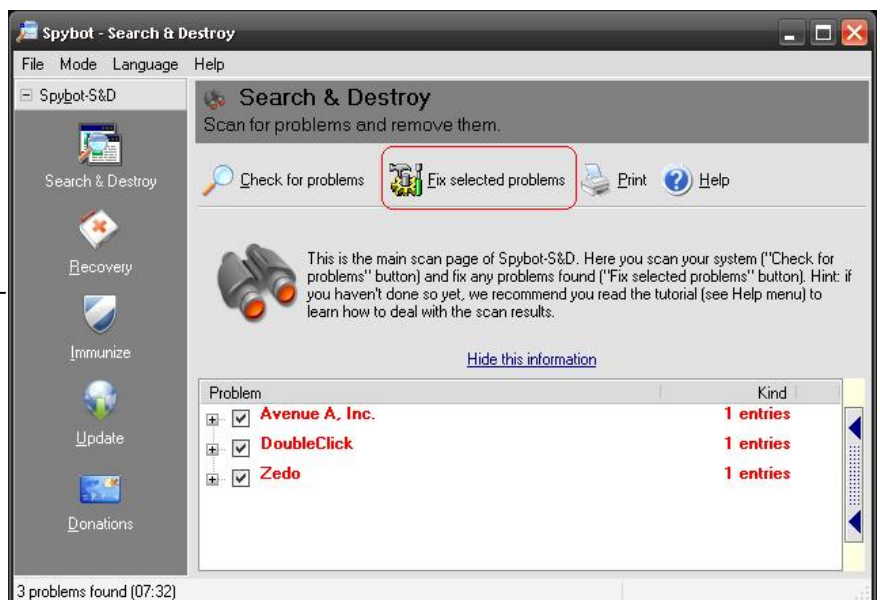 Spybot - Search & Destroy
File Mode Language Help
Spybot-S&D
Search & Destroy
Recovery
Immunize
Update
Donations
Search & Destroy
Scan for problems and remove them.
Check for problems
Fix selected problems
Print
Help
This is the main scan page of Spybot-S&D. Here you scan your system ("Check for
problems" button) and fix any problems found ("Fix selected problems" button). Hint: if
you haven't done so yet, we recommend you read the tutorial (see Help menu) to
learn how to deal with the scan results.
Hide this information
Problem Kind
Avenue A, Inc. 1 entries
DoubleClick 1 entries
Zedo 1 entries
3 problems found (07:32)